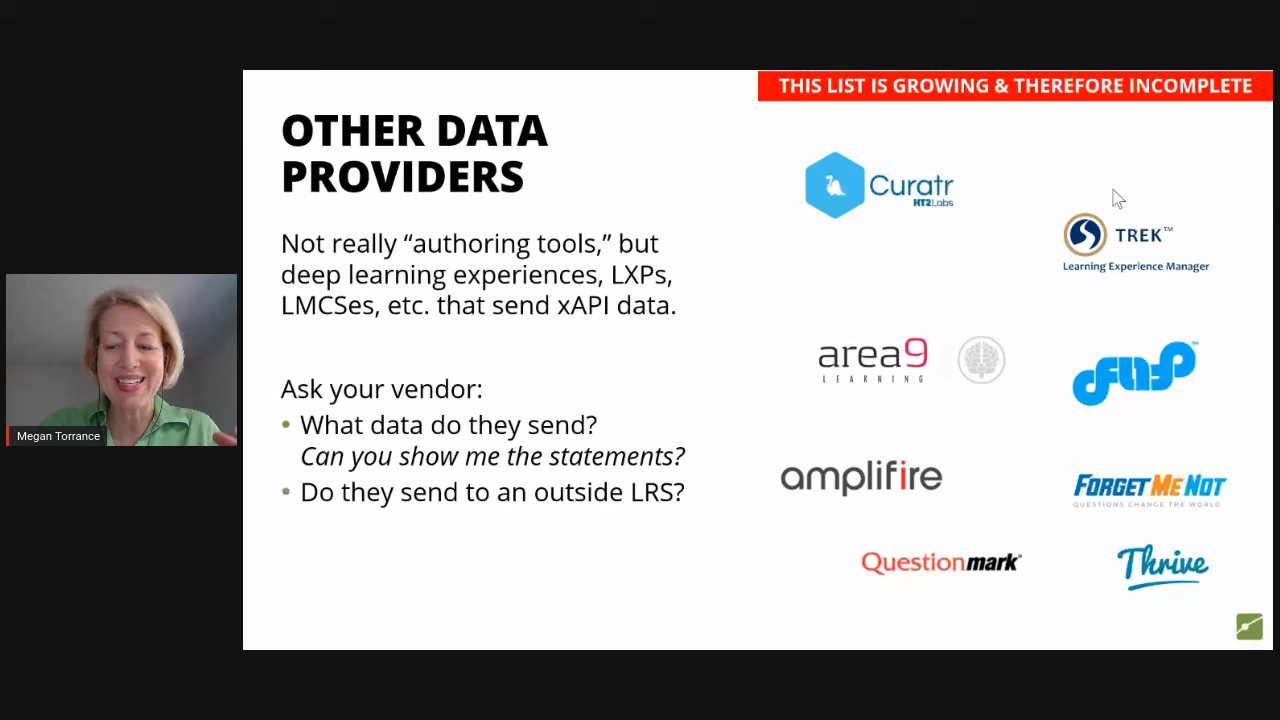 THIS LIST IS GROWING & THEREFORE INCOMPLETE
OTHER DATA
PROVIDERS
Not really “authoring tools,” but
deep learning experiences, LXPs,
LMCSes, etc. that send xAPI data.
Ask your vendor:
• What data do they send?
Can you show me the statements?
• Do they send to an outside LRS?
Curatr
HT2Labs
TREK™
Learning Experience Manager
area9
LEARNING
amplifire
FORGET ME NOT
QUESTIONS CHANGE THE WORLD
Questionmark®
Thrive
Megan Torrance